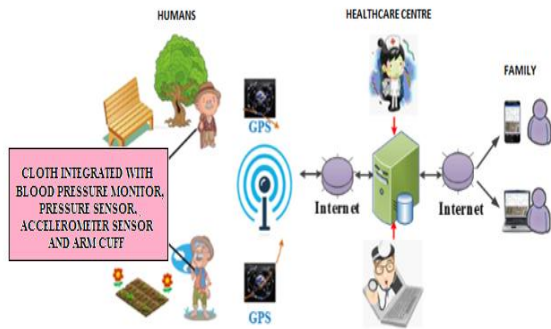 HUMANS
HEALTHCARE CENTRE
FAMILY
GPS
CLOTH INTEGRATED WITH
BLOOD PRESSURE MONITOR,
PRESSURE SENSOR,
ACCELEROMETER SENSOR
AND ARM CUFF
Internet
Internet
GPS